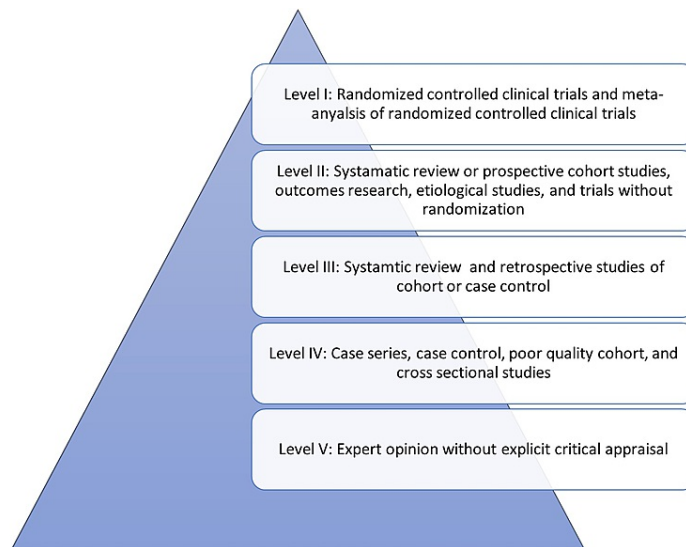 Level I: Randomized controlled clinical trials and meta-
anyalsis of randomized controlled clinical trials
Level II: Systamatic review or prospective cohort studies,
outcomes research, etiological studies, and trials without
randomization
Level III: Systamtic review and retrospective studies of
cohort or case control
Level IV: Case series, case control, poor quality cohort, and
cross sectional studies
Level V: Expert opinion without explicit critical appraisal